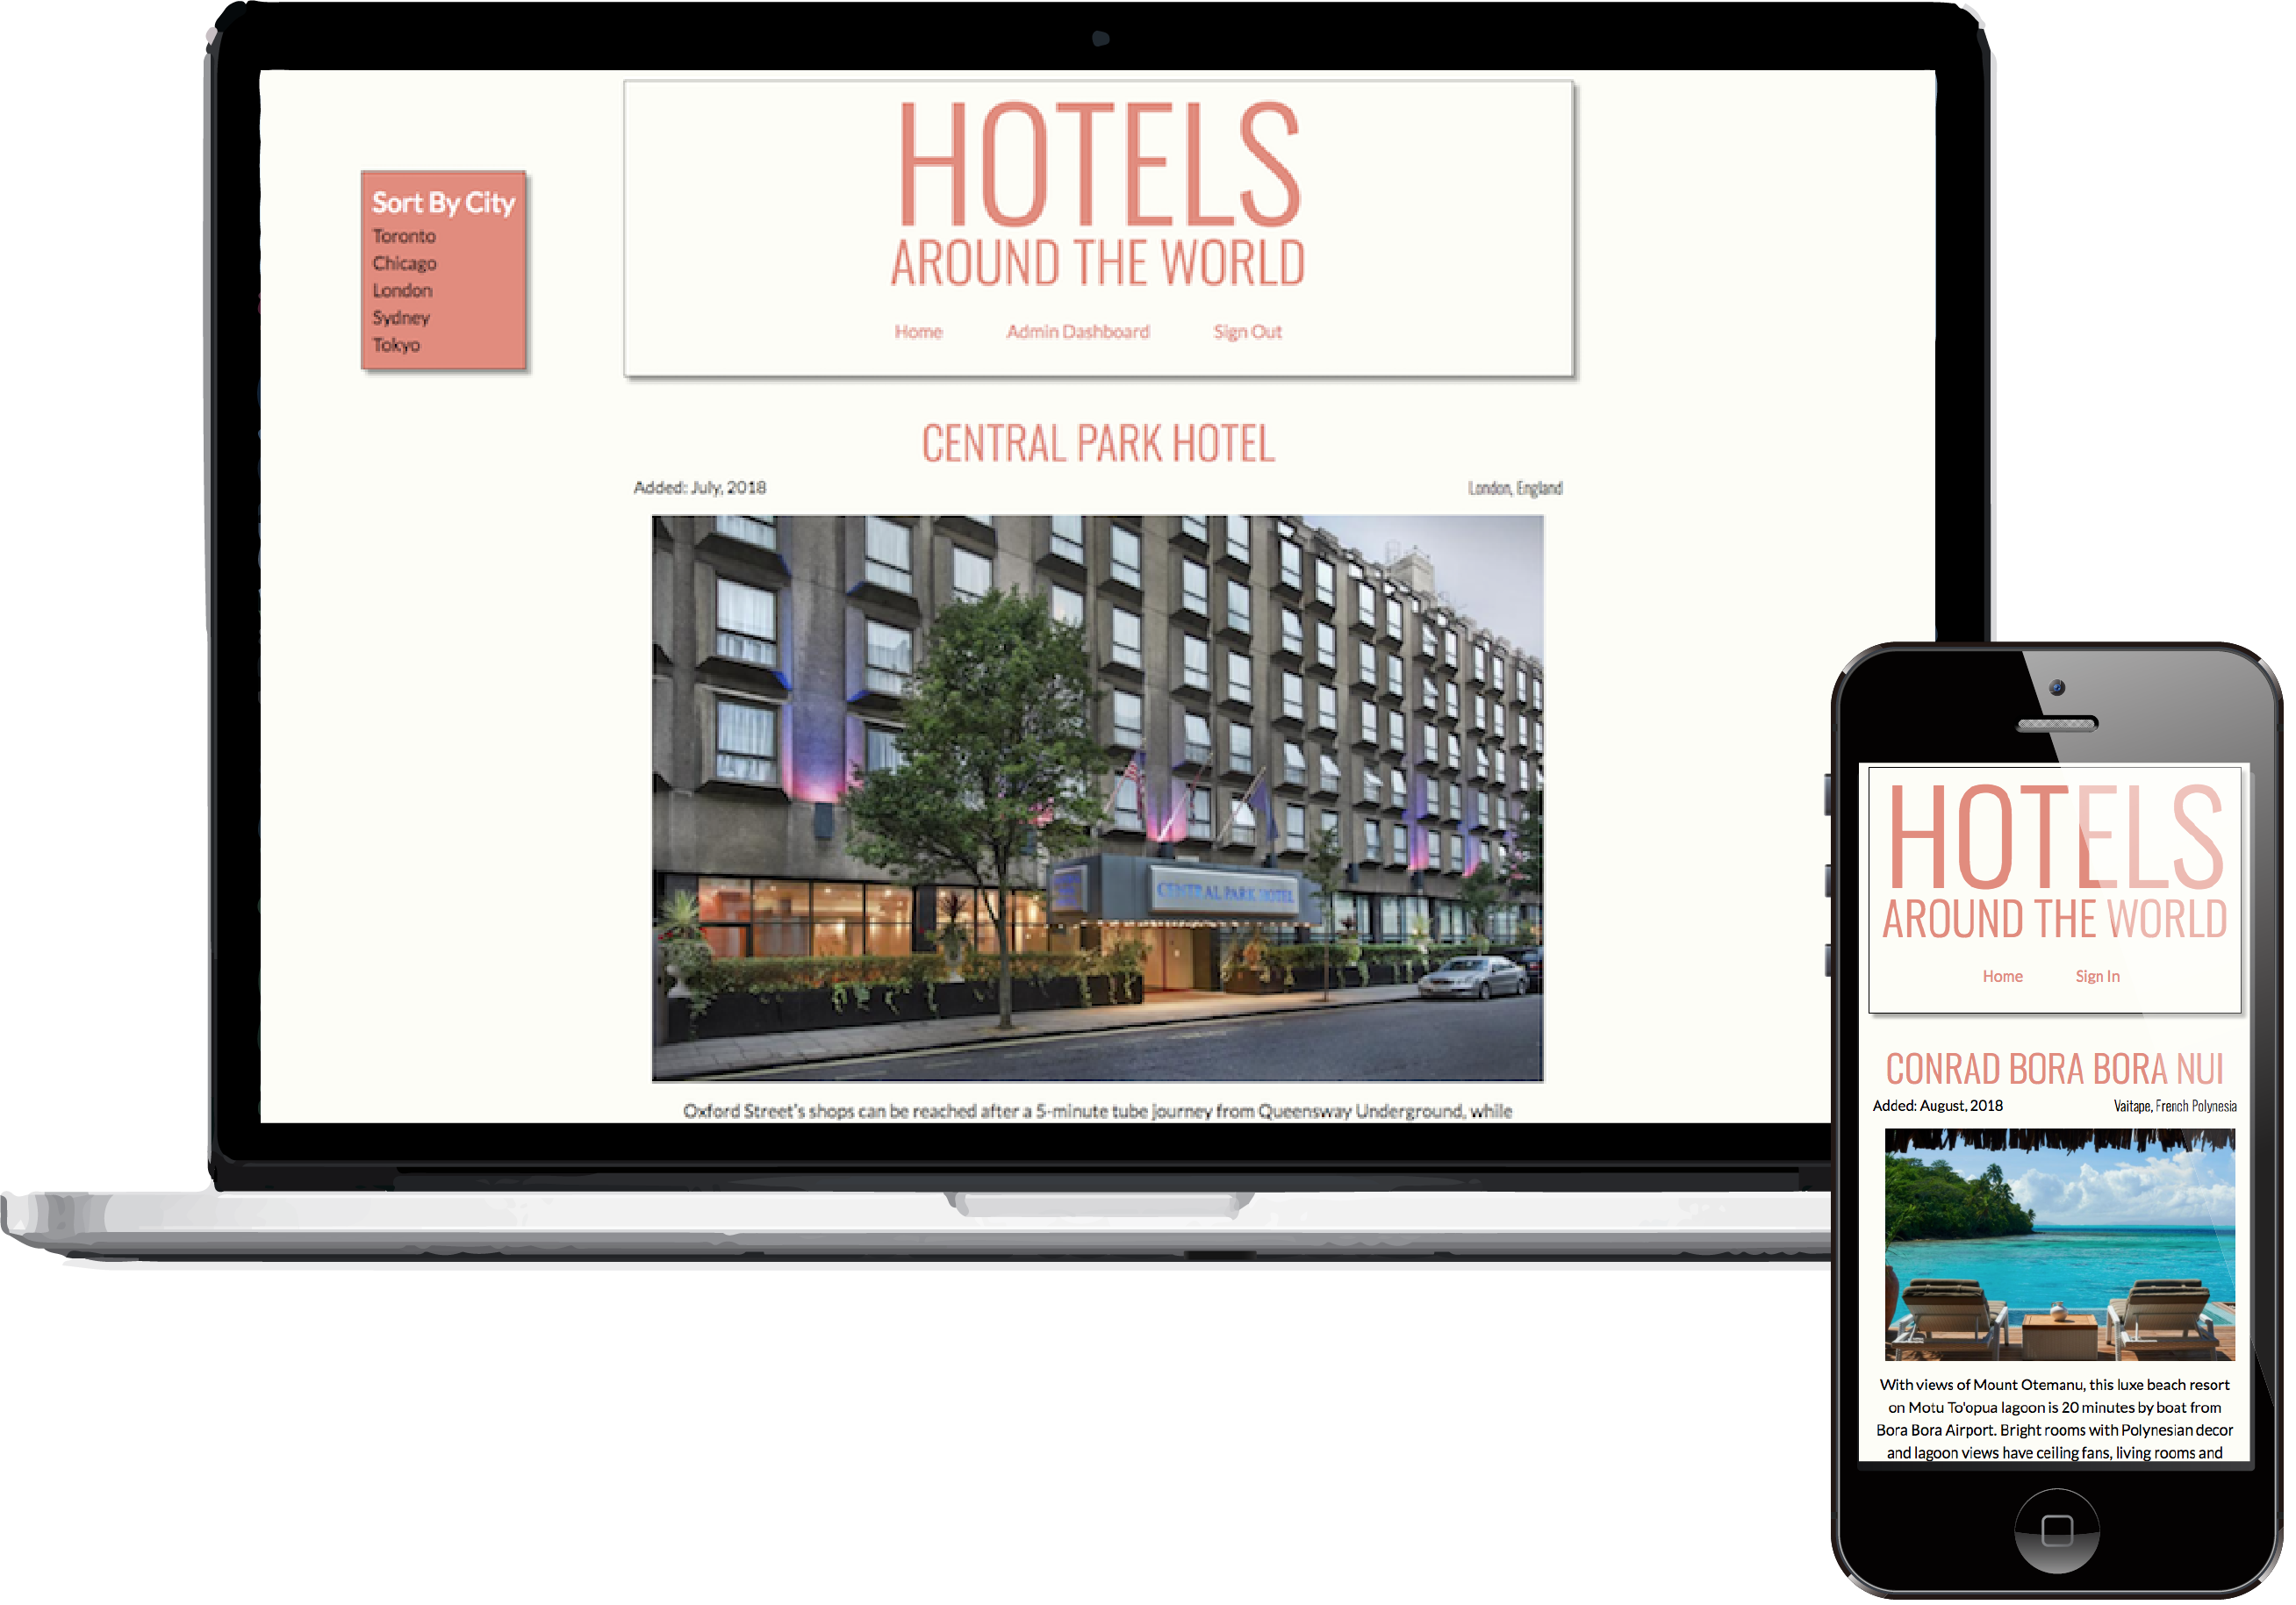 Sort By City
Toronto
Chicago
London
Sydney
Tokyo
HOTELS
AROUND THE WORLD
Home Admin Dashboard Sign Out
CENTRAL PARK HOTEL
Added: July, 2018 London, England
CENTRAL PARK HOTEL
Oxford Street's shops can be reached after a 5-minute tube journey from Queensway Underground, while
HOTELS
AROUND THE WORLD
Home Sign In
CONRAD BORA BORA NUI
Added: August, 2018 Vaitape, French Polynesia
With views of Mount Otemanu, this luxe beach resort
on Motu To'opua lagoon is 20 minutes by boat from
Bora Bora Airport. Bright rooms with Polynesian decor
and lagoon views have ceiling fans, living rooms and